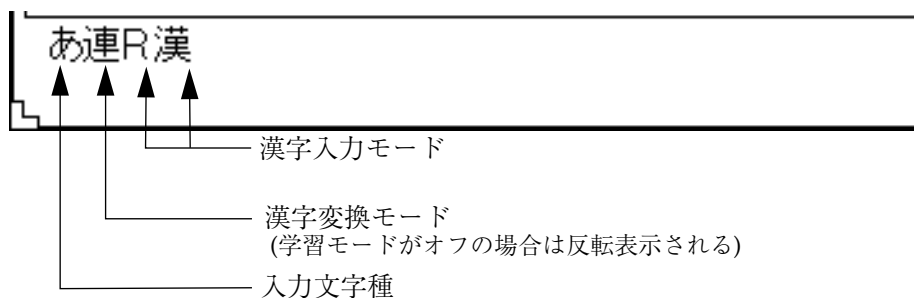 あ連R漢
漢字入力モード
漢字変換モード
(学習モードがオフの場合は反転表示される)
入力文字種